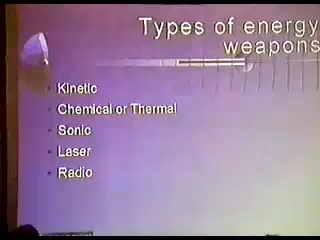 Types of energy
weapons
Kinetic
Chemical or Thermal
Sonic
Laser
Radio